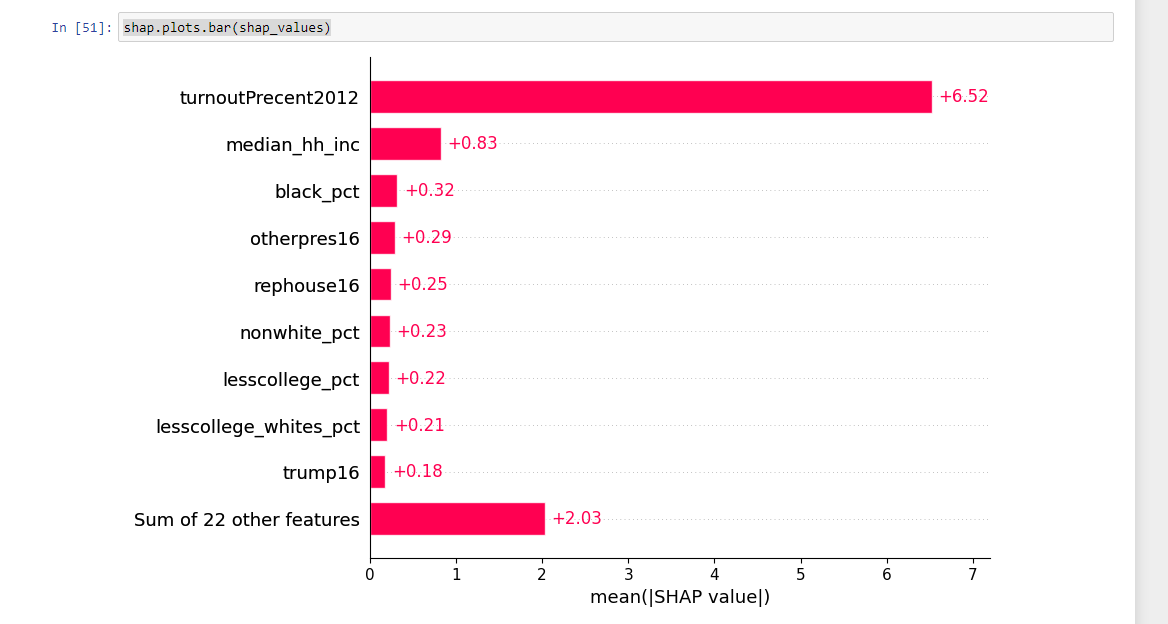 In [51]: shap.plots.bar(shap_values)
turnoutPrecent2012 +6.52
median_hh_inc +0.83
black_pct +0.32
otherpres16 +0.29
rephouse16 +0.25
nonwhite_pct +0.23
lesscollege_pct +0.22
lesscollege_whites_pct +0.21
trump16 +0.18
Sum of 22 other features +2.03
0 1 2 3 4 5 6 7
mean(|SHAP value|)